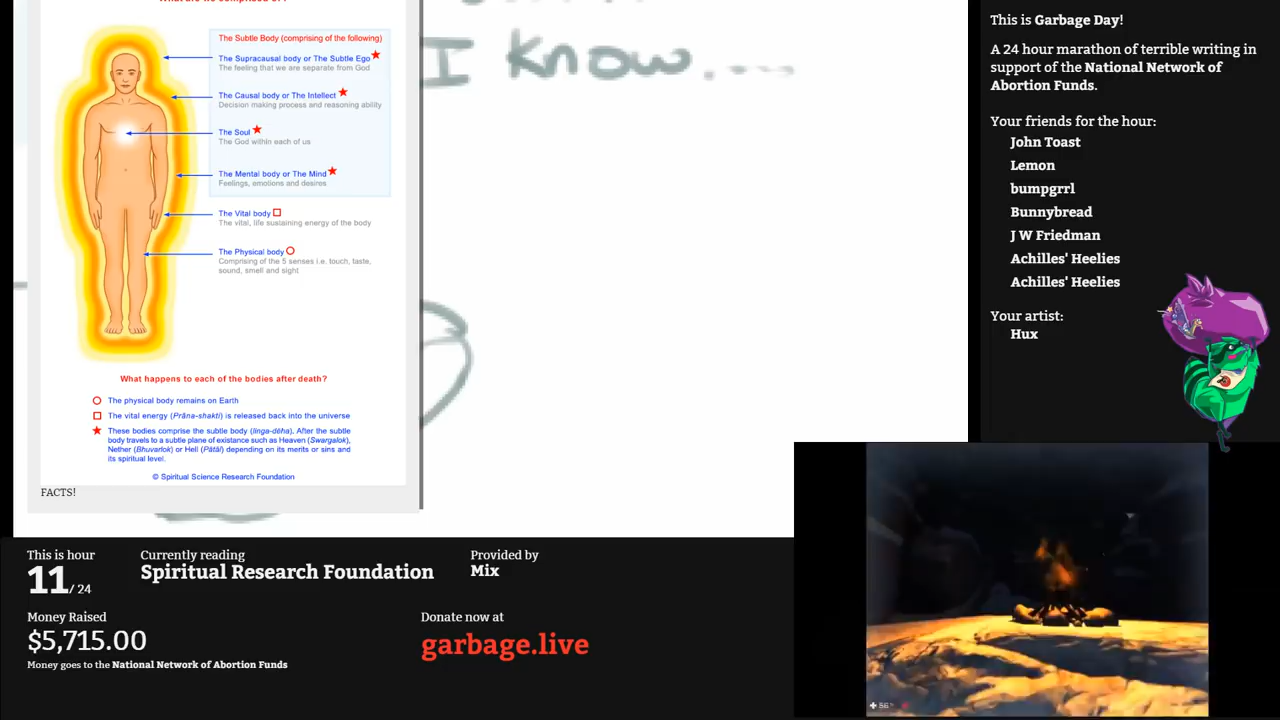 The Subtle Body (comprising of the following)
The Supracausal body or The Subtle Ego
The feeling that we are separate from God
The Causal body or The Intellect
Decision making process and reasoning ability
The Soul
The God within each of us
The Mental body or The Mind
Feelings, emotions and desires
The Vital body
The vital, life sustaining energy of the body
The Physical body
Comprising of the 5 senses i.e. touch, taste,
sound, smell and sight
What happens to each of the bodies after death?
The physical body remains on Earth
The vital energy (Prāna-shakti) is released back into the universe
These bodies comprise the subtle body (linga-dēha). After the subtle
body travels to a subtle plane of existance such as Heaven (Swargalok),
Nether (Bhuvarlok) or Hell (Pātāl) depending on its merits or sins and
its spiritual level.
© Spiritual Science Research Foundation
FACTS!
I know....
This is Garbage Day!
A 24 hour marathon of terrible writing in
support of the National Network of
Abortion Funds.
Your friends for the hour:
John Toast
Lemon
bumpgrrl
Bunnybread
J W Friedman
Achilles' Heelies
Achilles' Heelies
Your artist:
Hux
This is hour
11 / 24
Currently reading
Spiritual Research Foundation
Provided by
Mix
Money Raised
$5,715.00
Money goes to the National Network of Abortion Funds
Donate now at
garbage.live